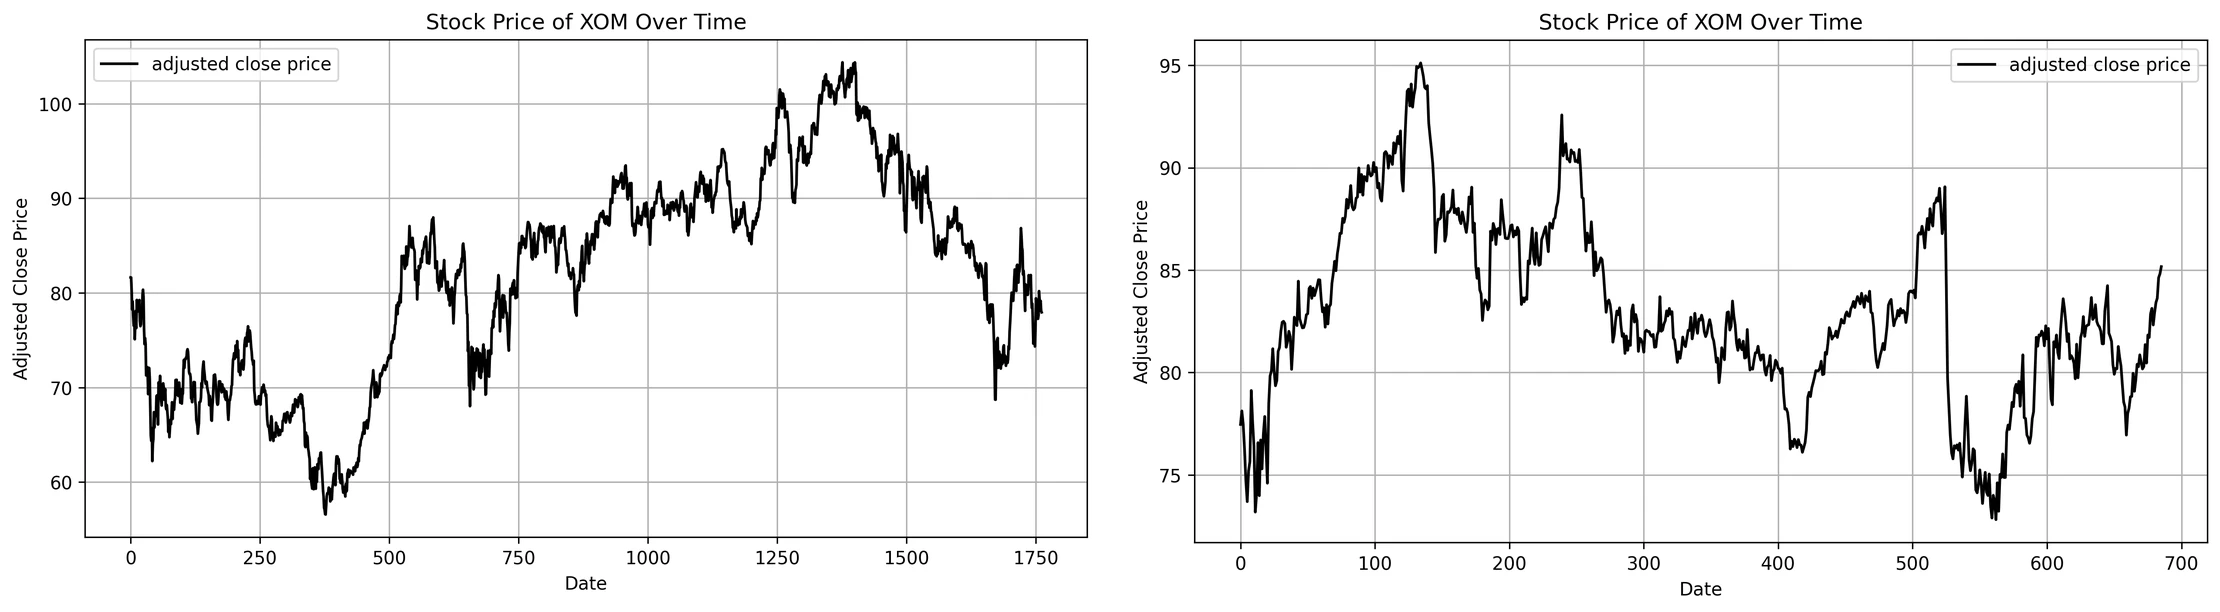 Stock Price of XOM Over Time
adjusted close price
Adjusted Close Price
100
90
80
70
60
0 250 500 750 1000 1250 1500 1750
Date
Stock Price of XOM Over Time
adjusted close price
Adjusted Close Price
95
90
85
80
75
0 100 200 300 400 500 600 700
Date